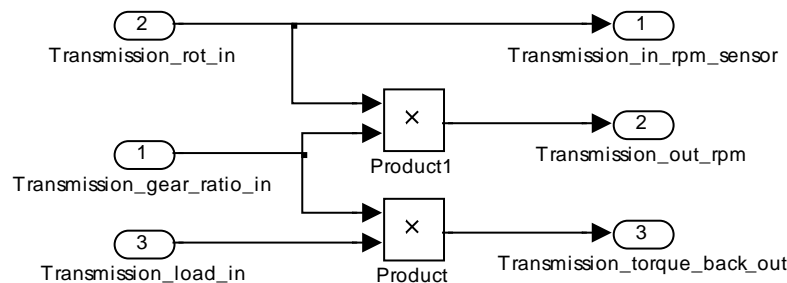 2
Transmission_rot_in
1
Transmission_in_rpm_sensor
×
Product1
2
Transmission_out_rpm
1
Transmission_gear_ratio_in
×
Product
3
Transmission_load_in
3
Transmission_torque_back_out